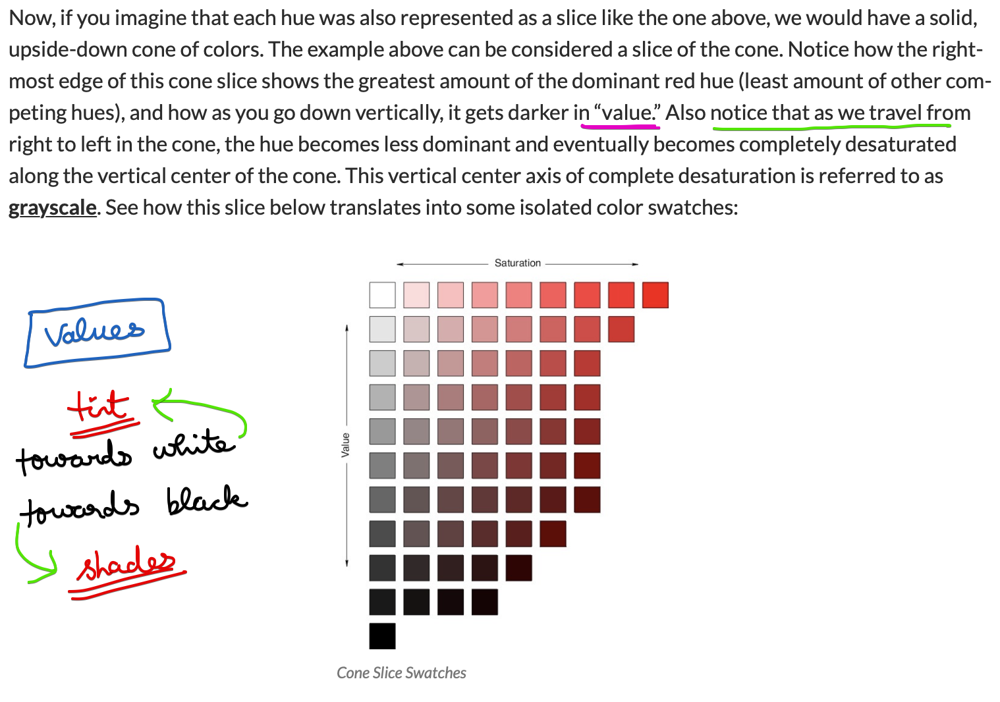 Now, if you imagine that each hue was also represented as a slice like the one above, we would have a solid,
upside-down cone of colors. The example above can be considered a slice of the cone. Notice how the right-
most edge of this cone slice shows the greatest amount of the dominant red hue (least amount of other com-
peting hues), and how as you go down vertically, it gets darker in “value.” Also notice that as we travel from
right to left in the cone, the hue becomes less dominant and eventually becomes completely desaturated
along the vertical center of the cone. This vertical center axis of complete desaturation is referred to as
grayscale. See how this slice below translates into some isolated color swatches:
Saturation
Values
tint
towards white
towards black
shades
Value
Cone Slice Swatches